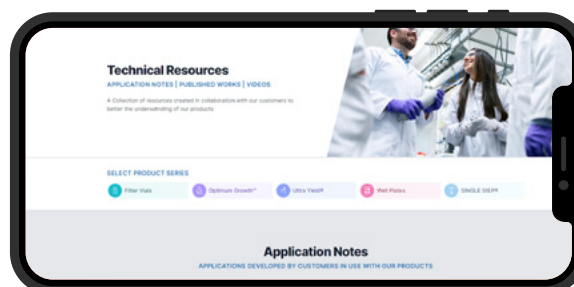 Technical Resources
APPLICATION NOTES | PUBLISHED WORKS | VIDEOS
A Collection of resources created in collaboration with our customers to
better the understanding of our products
SELECT PRODUCT SERIES
Filter Vials
Optimum Growth™
Ultra Yield®
Well Plates
SINGLE StEP®
Application Notes
APPLICATIONS DEVELOPED BY CUSTOMERS IN USE WITH OUR PRODUCTS